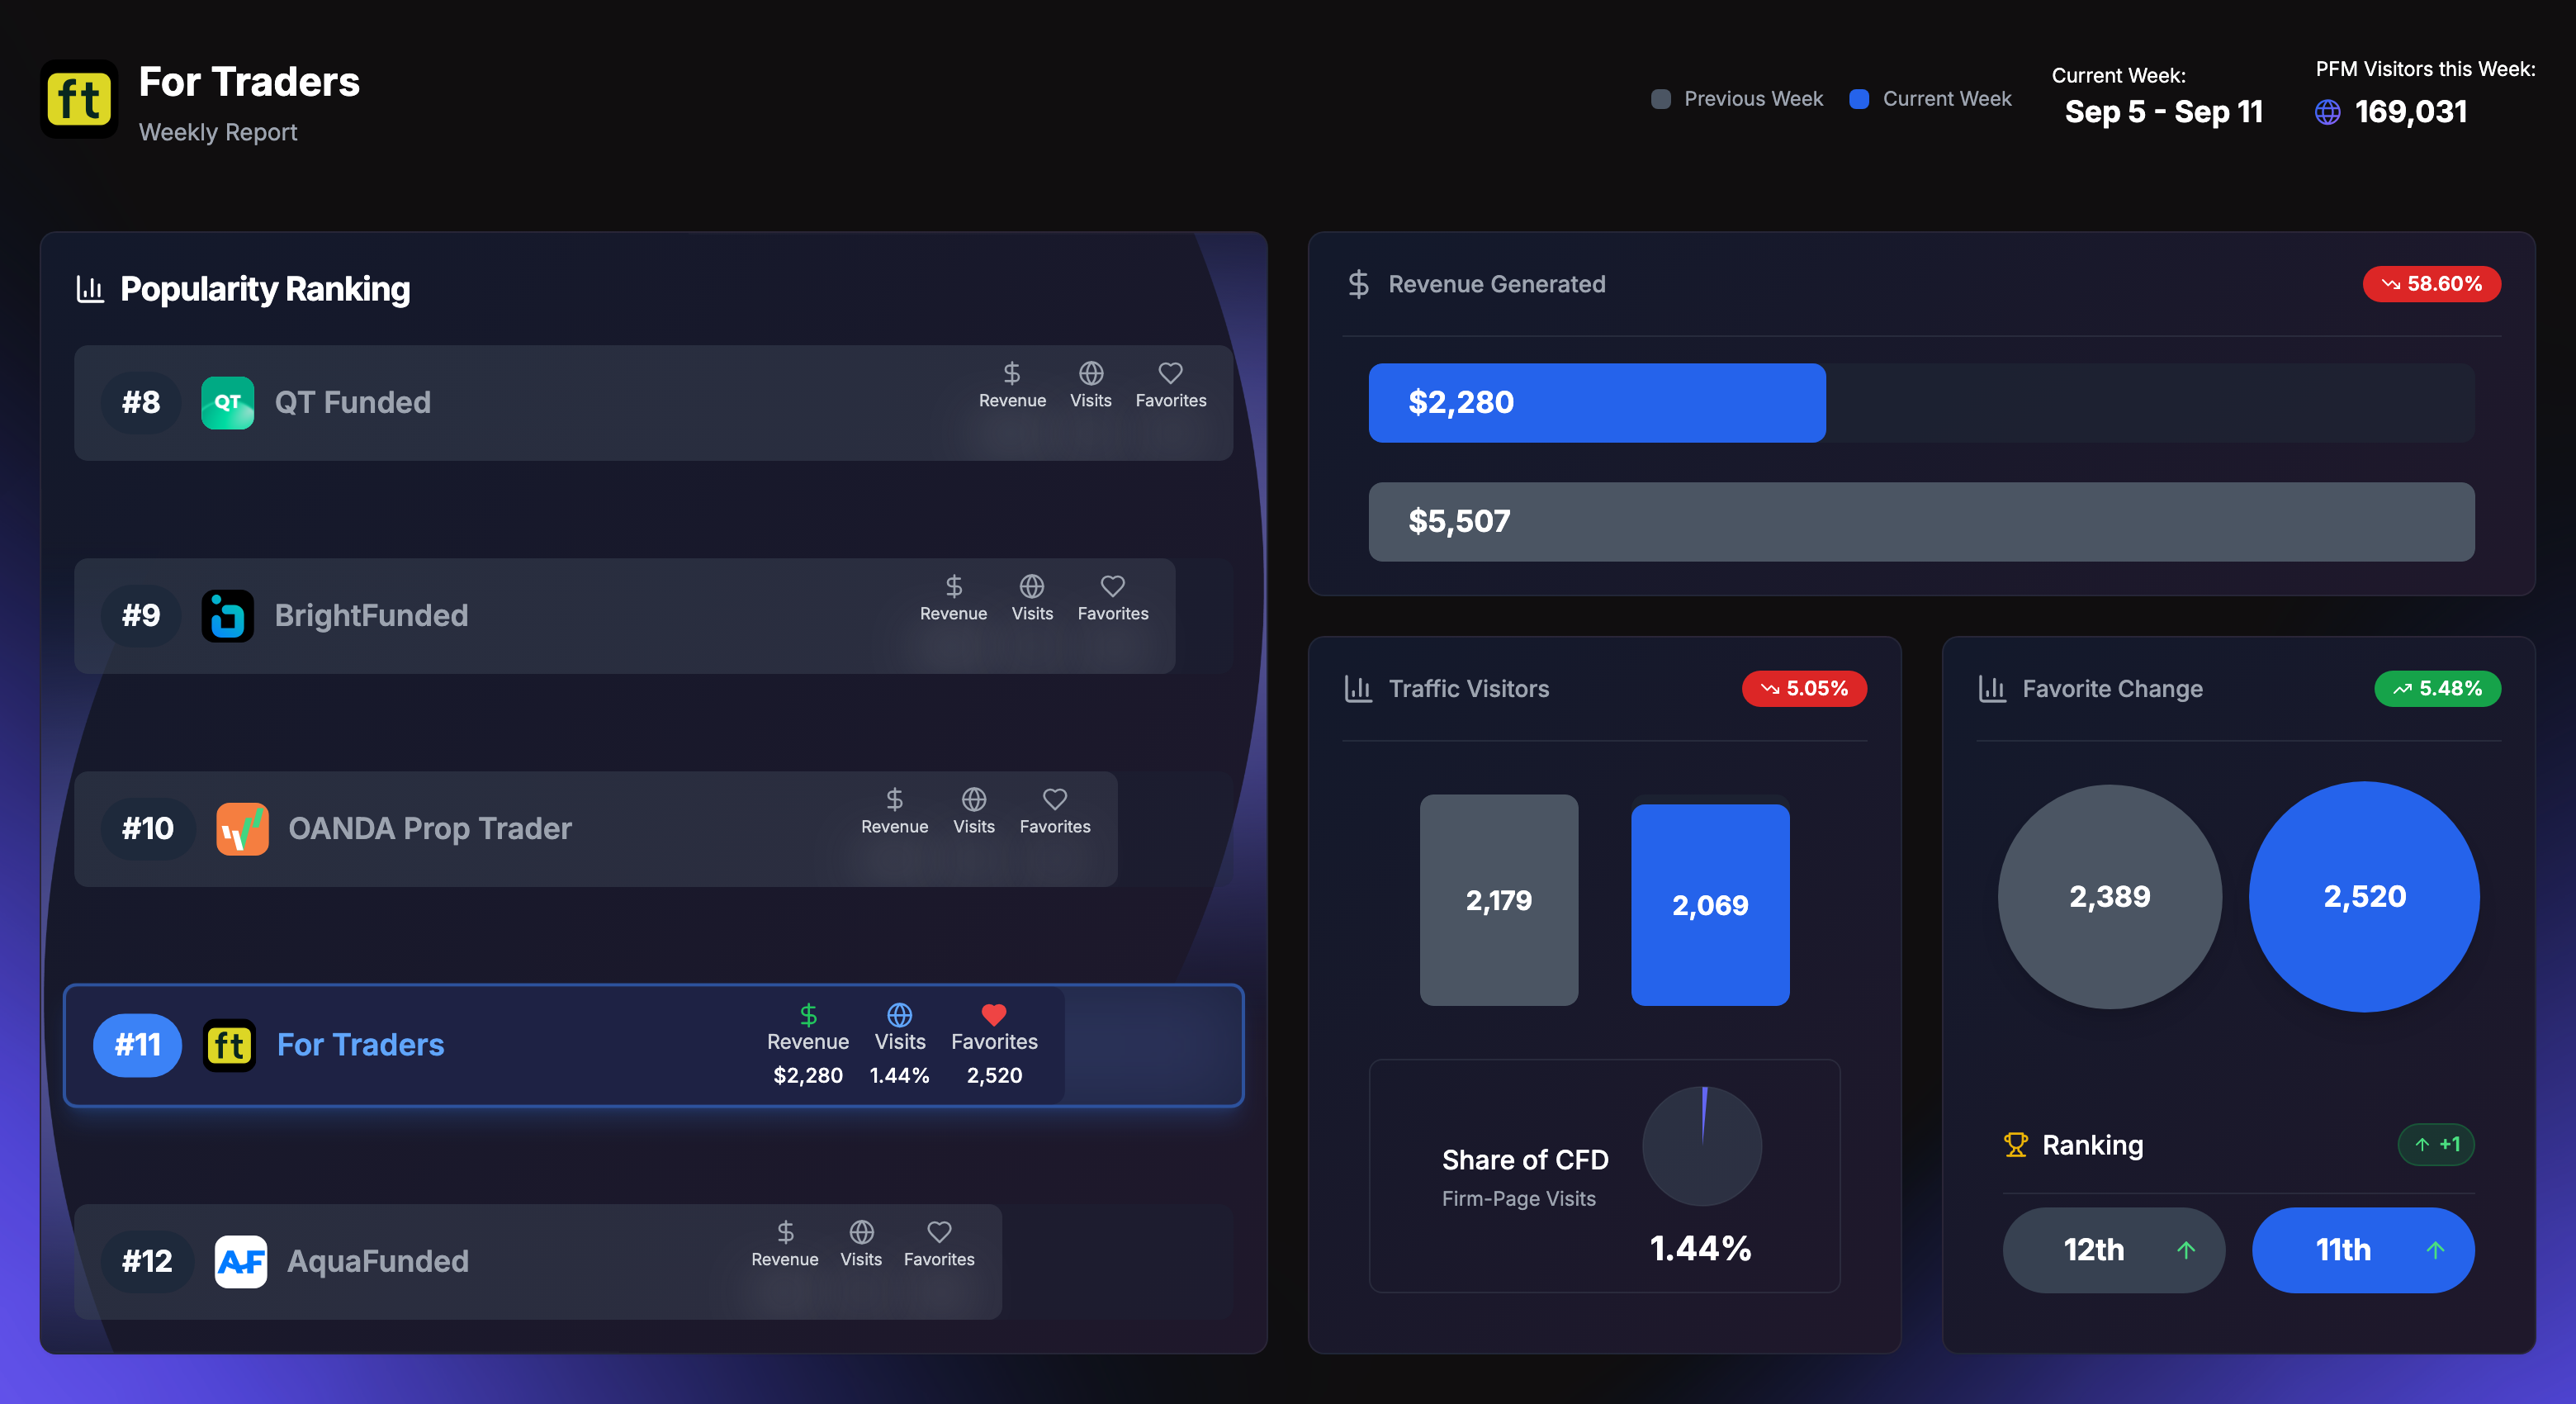 ft
For Traders
Weekly Report
Previous Week
Current Week
Current Week:
Sep 5 - Sep 11
PFM Visitors this Week:
169,031
Popularity Ranking
#8
QT
QT Funded
Revenue
Visits
Favorites
#9
BrightFunded
Revenue
Visits
Favorites
#10
OANDA Prop Trader
Revenue
Visits
Favorites
#11
ft
For Traders
Revenue
Visits
Favorites
$2,280
1.44%
2,520
#12
AF
AquaFunded
Revenue
Visits
Favorites
Revenue Generated
58.60%
$2,280
$5,507
Traffic Visitors
5.05%
2,179
2,069
Share of CFD
Firm-Page Visits
1.44%
Favorite Change
5.48%
2,389
2,520
Ranking
+1
12th
11th